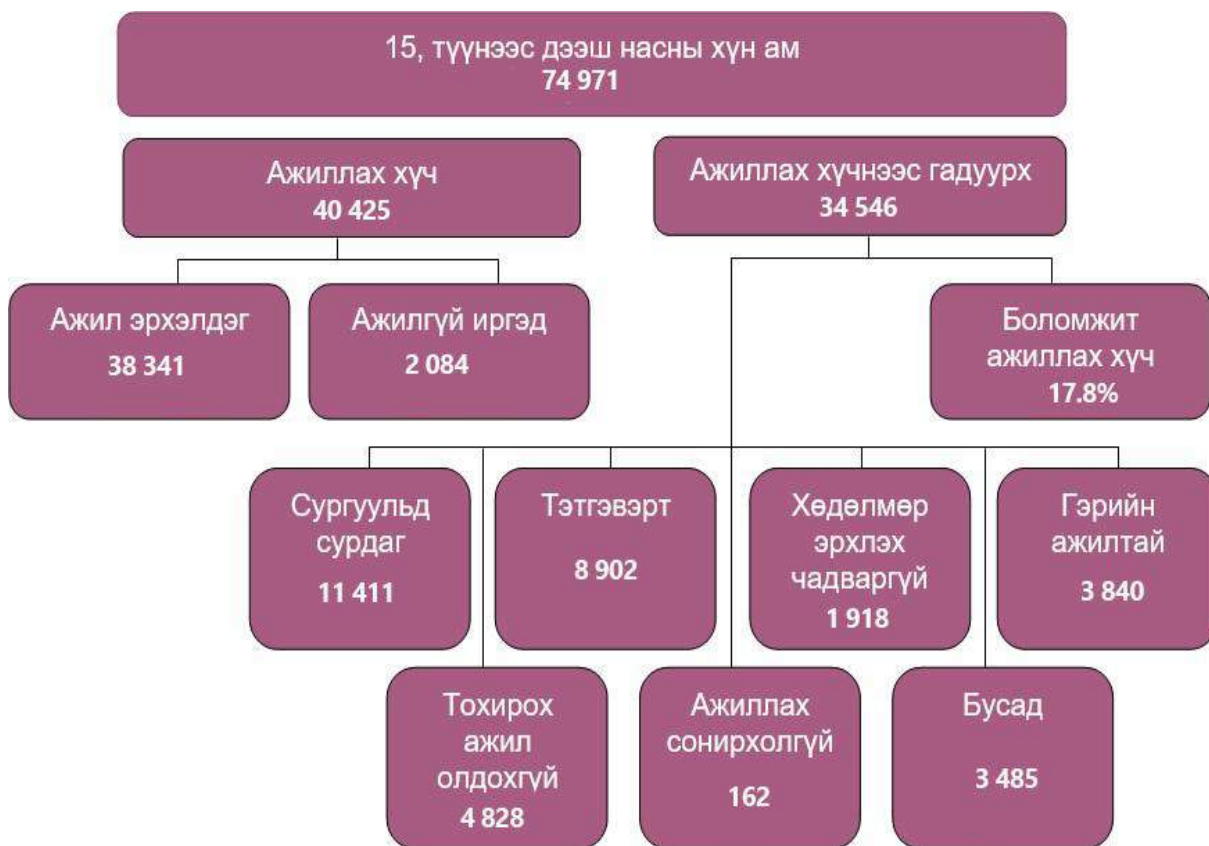 15, түүнээс дээш насны хүн ам
74 971
Ажиллах хүч
40 425
Ажиллах хүчнээс гадуурх
34 546
Ажил эрхэлдэг
38 341
Ажилгүй иргэд
2 084
Боломжит
ажиллах хүч
17.8%
Сургуульд
сурдаг
11 411
Тэтгэвэрт
8 902
Хөдөлмөр
эрхлэх
чадваргүй
1 918
Гэрийн
ажилтай
3 840
Тохирох
ажил
олдохгүй
4 828
Ажиллах
сонирхолгүй
162
Бусад
3 485